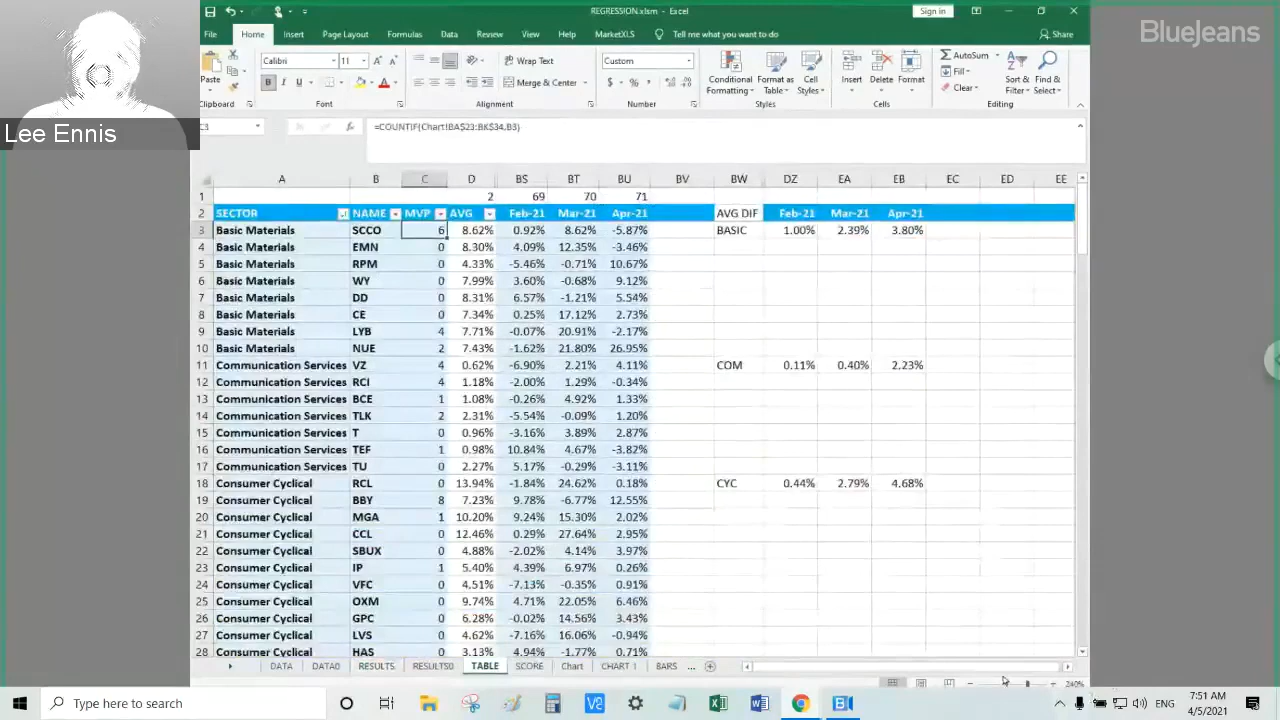 REGRESSION.xlsm - Excel
Sign in
BlueJeans
File Home Insert Page Layout Formulas Data Review View Help MarketXLS Tell me what you want to do Share
Calibri 11 Wrap Text Custom AutoSum
Paste Merge & Center Conditional Formatting Format as Table Cell Styles Insert Delete Format Fill Clear Sort & Filter Find & Select
Clipboard Font Alignment Number Styles Cells Editing
Lee Ennis
C3 =COUNTIF(Chart!BA$23:BK$34,B3)
A B C D BS BT BU BV BW DZ EA EB EC ED EE
1 2 69 70 71
2 SECTOR NAME MVP AVG Feb-21 Mar-21 Apr-21 AVG DIF Feb-21 Mar-21 Apr-21
3 Basic Materials SCCO 6 8.62% 0.92% 8.62% -5.87% BASIC 1.00% 2.39% 3.80%
4 Basic Materials EMN 0 8.30% 4.09% 12.35% -3.46%
5 Basic Materials RPM 0 4.33% -5.46% -0.71% 10.67%
6 Basic Materials WY 0 7.99% 3.60% -0.68% 9.12%
7 Basic Materials DD 0 8.31% 6.57% -1.21% 5.54%
8 Basic Materials CE 0 7.34% 0.25% 17.12% 2.73%
9 Basic Materials LYB 4 7.71% -0.07% 20.91% -2.17%
10 Basic Materials NUE 2 7.43% -1.62% 21.80% 26.95%
11 Communication Services VZ 4 0.62% -6.90% 2.21% 4.11% COM 0.11% 0.40% 2.23%
12 Communication Services RCI 4 1.18% -2.00% 1.29% -0.34%
13 Communication Services BCE 1 1.08% -0.26% 4.92% 1.33%
14 Communication Services TLK 2 2.31% -5.54% -0.09% 1.20%
15 Communication Services T 0 0.96% -3.16% 3.89% 2.87%
16 Communication Services TEF 1 0.98% 10.84% 4.67% -3.82%
17 Communication Services TU 0 2.27% 5.17% -0.29% -3.11%
18 Consumer Cyclical RCL 0 13.94% -1.84% 24.62% 0.18% CYC 0.44% 2.79% 4.68%
19 Consumer Cyclical BBY 8 7.23% 9.78% -6.77% 12.55%
20 Consumer Cyclical MGA 1 10.20% 9.24% 15.30% 2.02%
21 Consumer Cyclical CCL 0 12.46% 0.29% 27.64% 2.95%
22 Consumer Cyclical SBUX 0 4.88% -2.02% 4.14% 3.97%
23 Consumer Cyclical IP 1 5.40% 4.39% 6.97% 0.26%
24 Consumer Cyclical VFC 0 4.51% -7.13% -0.35% 0.91%
25 Consumer Cyclical OXM 0 9.74% 4.71% 22.05% 6.46%
26 Consumer Cyclical GPC 0 6.28% -0.02% 14.56% 3.43%
27 Consumer Cyclical LVS 0 4.62% -7.16% 16.06% -0.94%
28 Consumer Cyclical HAS 0 3.13% 4.94% -1.77% 0.71%
DATA DATA0 RESULTS RESULTS0 TABLE SCORE Chart CHART 1 BARS ...
240%
Type here to search
ENG
7:51 AM
4/5/2021